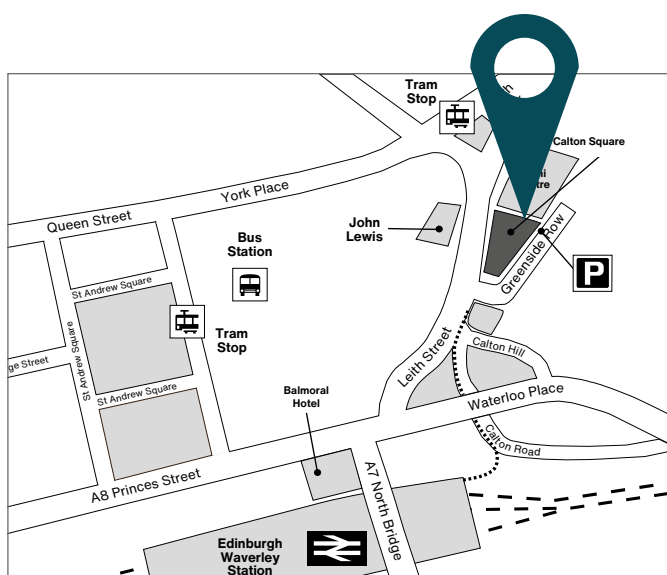 Tram
Stop
Calton Square
York Place
Queen Street
John
Lewis
Bus
Station
Greenside Row
P
St Andrew Square
St Andrew Square
Tram
Stop
Leith Street
Calton Hill
ge Street
St Andrew Square
Balmoral
Hotel
Waterloo Place
Calton Road
A8 Princes Street
A7 North Bridge
Edinburgh
Waverley
Station